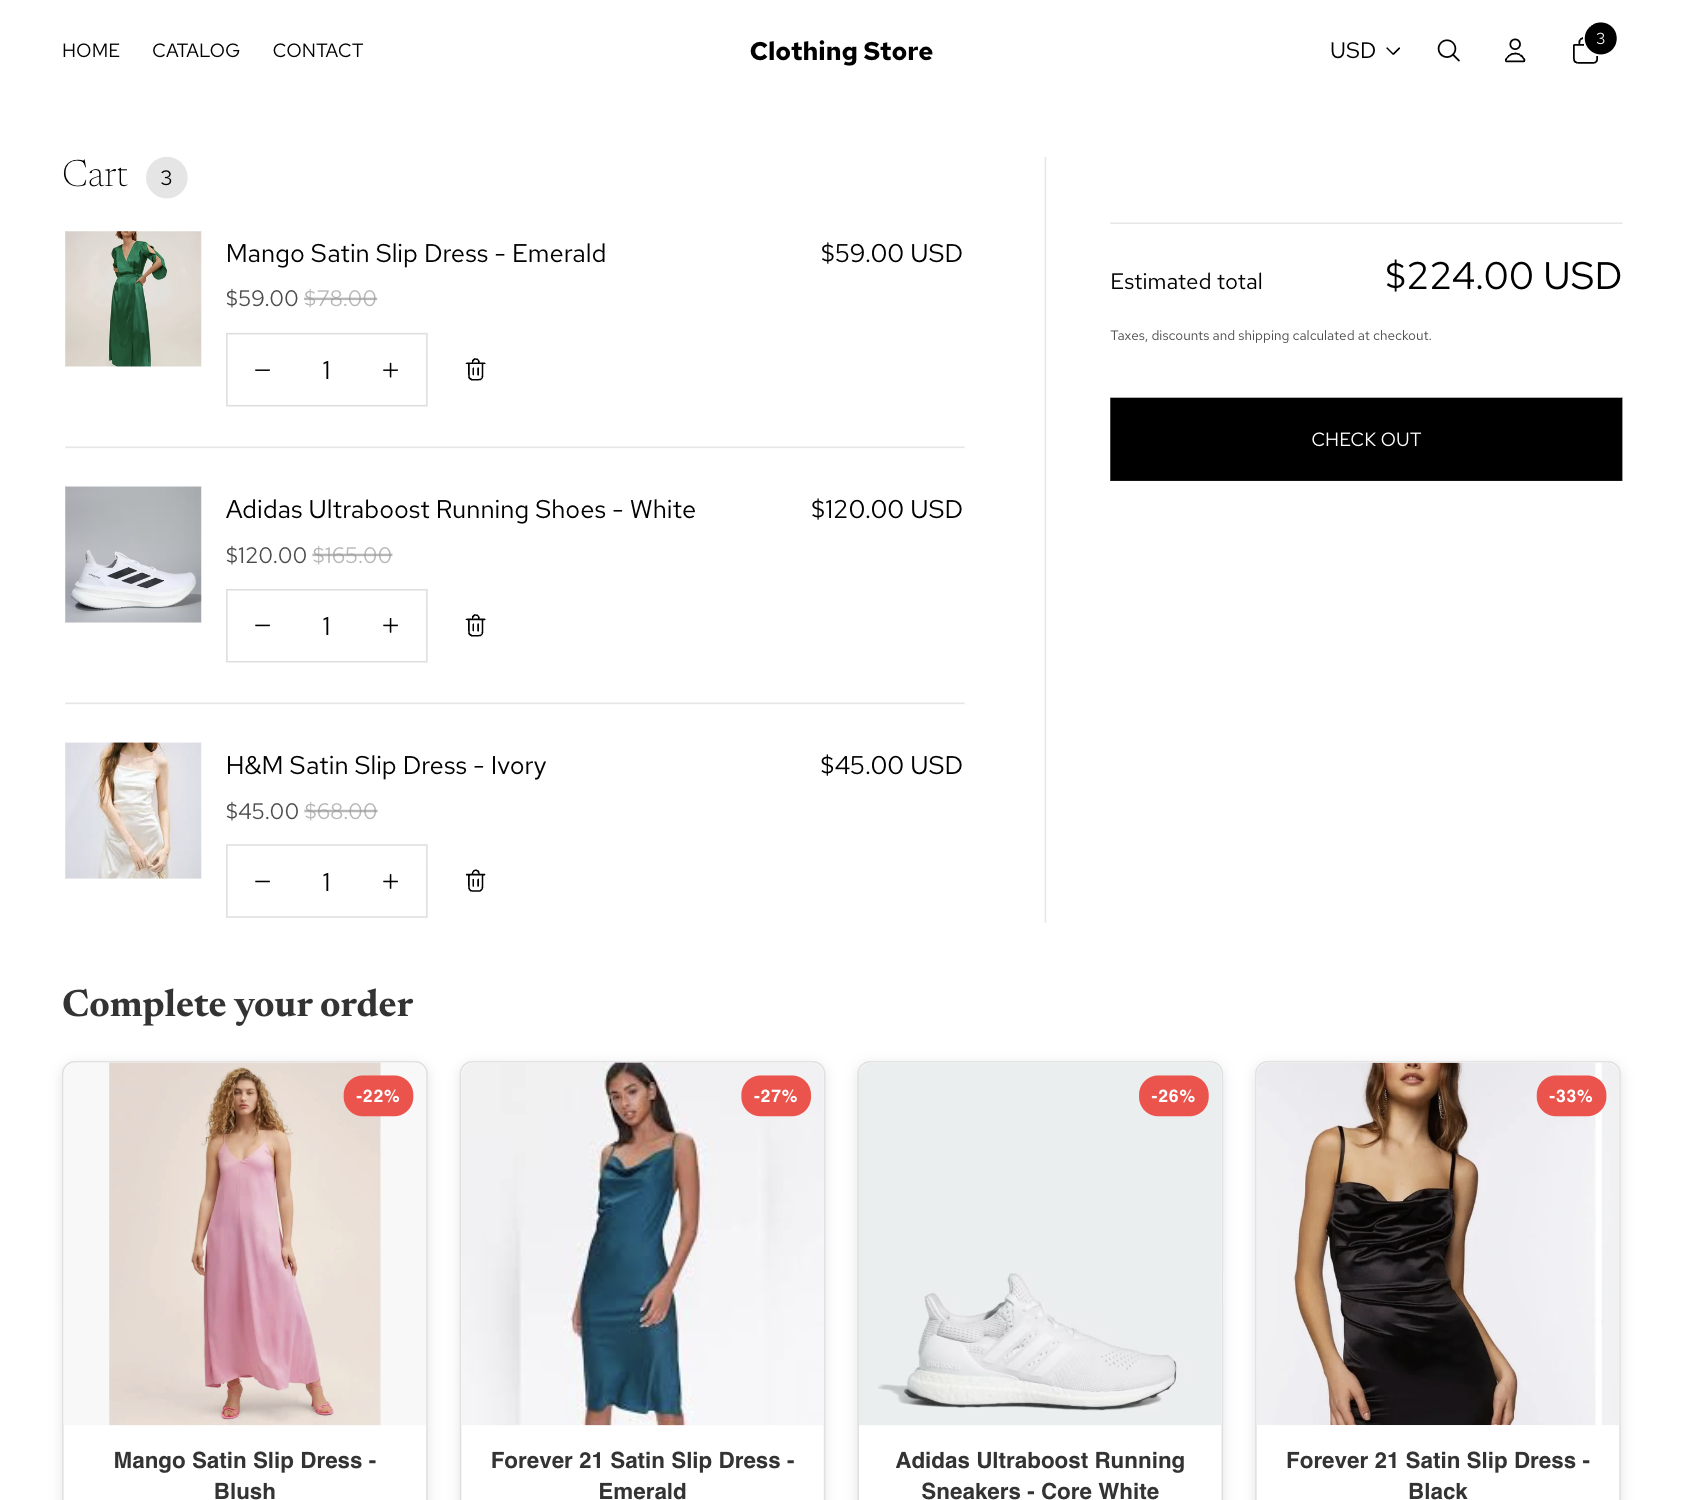 HOME CATALOG CONTACT
Clothing Store
USD
3
Cart 3
Mango Satin Slip Dress - Emerald
$59.00 USD
$59.00 $78.00
1
Adidas Ultraboost Running Shoes - White
$120.00 USD
$120.00 $165.00
1
H&M Satin Slip Dress - Ivory
$45.00 USD
$45.00 $68.00
1
Estimated total
$224.00 USD
Taxes, discounts and shipping calculated at checkout.
CHECK OUT
Complete your order
-22%
Mango Satin Slip Dress -
Blush
-27%
Forever 21 Satin Slip Dress -
Emerald
-26%
Adidas Ultraboost Running
Sneakers - Core White
-33%
Forever 21 Satin Slip Dress -
Black